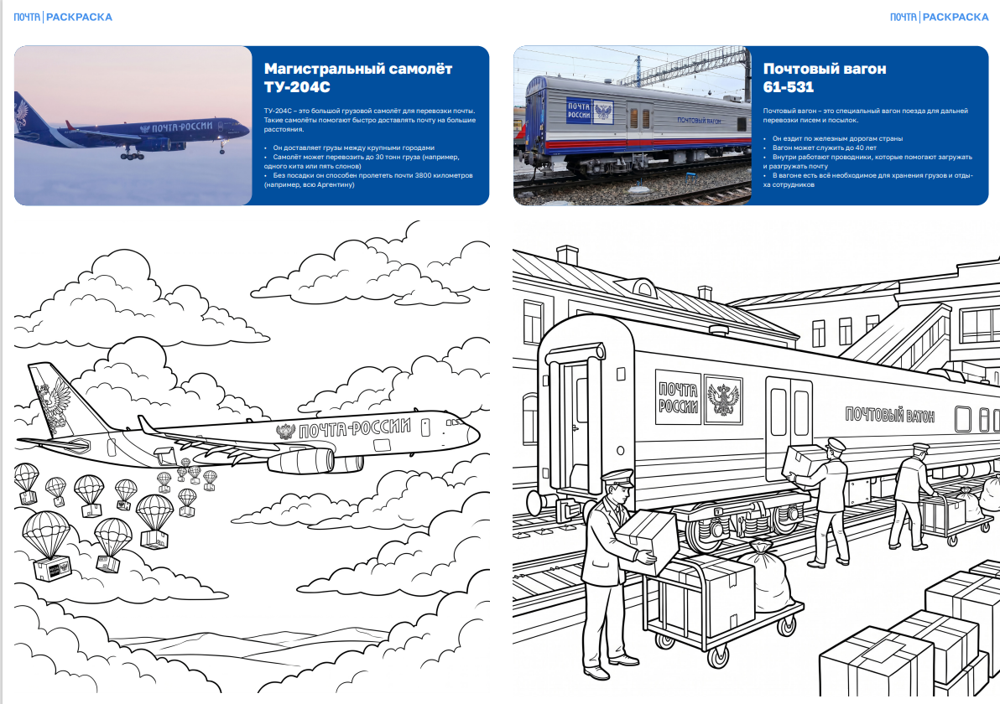 ПОЧТА | РАСКРАСКА
Магистральный самолёт
ТУ-204С
ТУ-204С – это большой грузовой самолёт для перевозки почты.
Такие самолёты помогают быстро доставлять почту на большие
расстояния.
• Он доставляет грузы между крупными городами
• Самолёт может перевозить до 30 тонн груза (например,
одного кита или пять слонов)
• Без посадки он способен пролететь почти 3800 километров
(например, всю Аргентину)
ПОЧТА-РОССИИ
ПОЧТА-РОССИИ
ПОЧТА | РАСКРАСКА
Почтовый вагон
61-531
Почтовый вагон – это специальный вагон поезда для дальней
перевозки писем и посылок.
• Он ездит по железным дорогам страны
• Вагон может служить до 40 лет
• Внутри работают проводники, которые помогают загружать
и разгружать почту
• В вагоне есть всё необходимое для хранения грузов и отды-
ха сотрудников
ПОЧТА
РОССИИ
ПОЧТОВЫЙ ВАГОН
ПОЧТА
РОССИИ
ПОЧТОВЫЙ ВАТОН